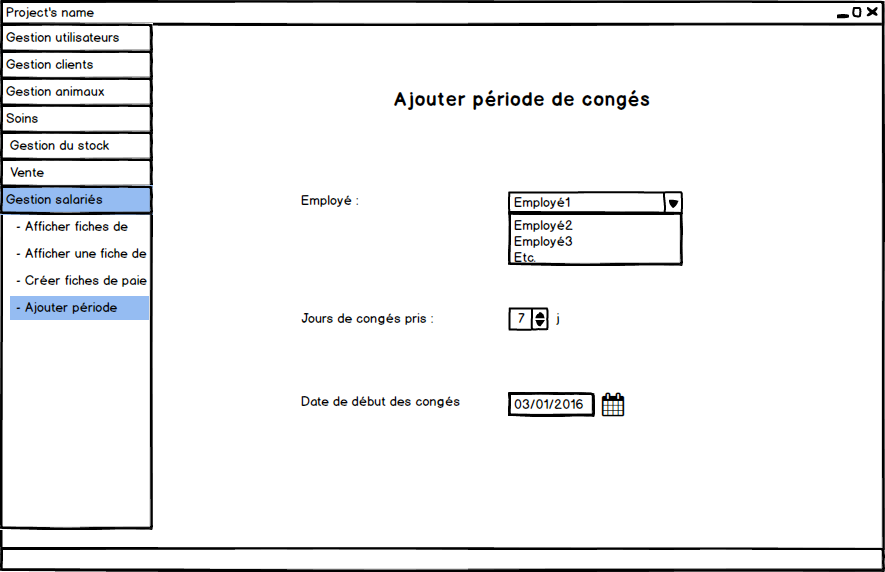 Project's name
Gestion utilisateurs
Gestion clients
Gestion animaux
Soins
Gestion du stock
Vente
Gestion salariés
- Afficher fiches de
- Afficher une fiche de
- Créer fiches de paie
- Ajouter période
Ajouter période de congés
Employé :
Employé1
Employé2
Employé3
Etc.
Jours de congés pris :
7 j
Date de début des congés
03/01/2016